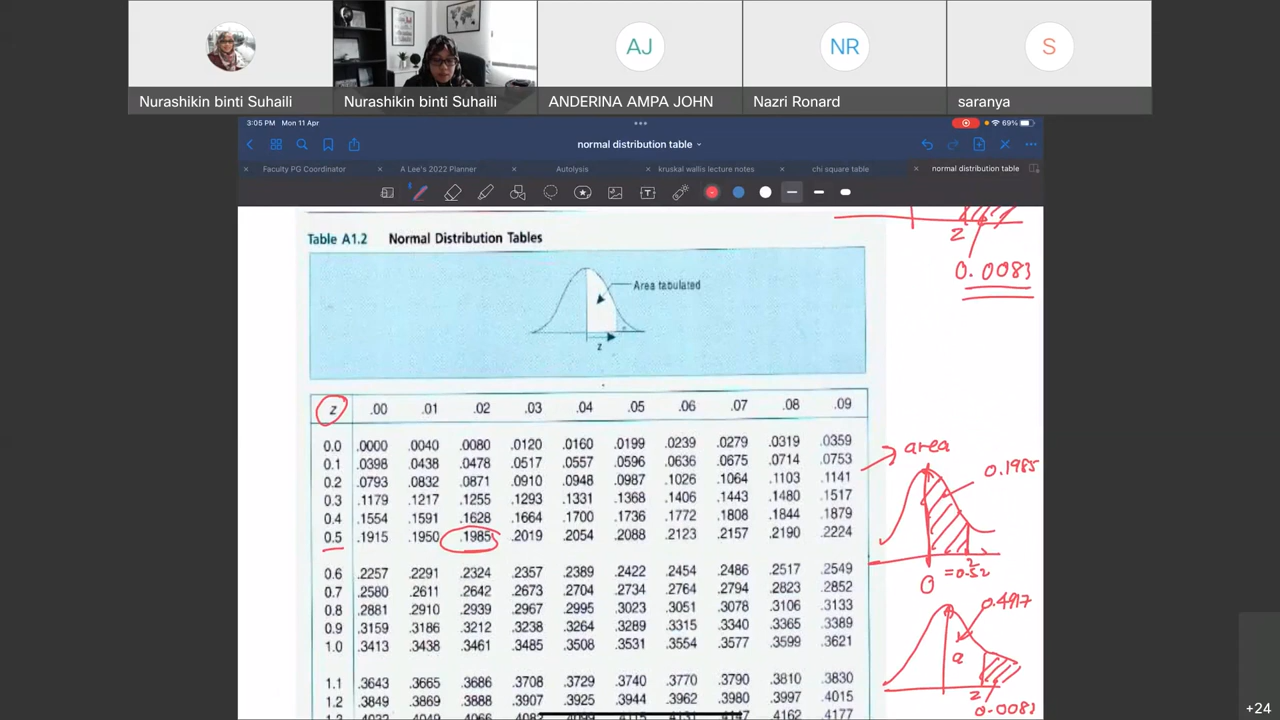 AJ
NR
S
Nurashikin binti Suhaili
Nurashikin binti Suhaili
ANDERINA AMPA JOHN
Nazri Ronard
saranya
3:05 PM Mon 11 Apr
69%
normal distribution table
Faculty PG Coordinator
A Lee's 2022 Planner
Autolysis
kruskal wallis lecture notes
chi square table
normal distribution table
Table A1.2 Normal Distribution Tables
Area tabulated
z
z
0.0083
z .00 .01 .02 .03 .04 .05 .06 .07 .08 .09
0.0 .0000 .0040 .0080 .0120 .0160 .0199 .0239 .0279 .0319 .0359
0.1 .0398 .0438 .0478 .0517 .0557 .0596 .0636 .0675 .0714 .0753
0.2 .0793 .0832 .0871 .0910 .0948 .0987 .1026 .1064 .1103 .1141
0.3 .1179 .1217 .1255 .1293 .1331 .1368 .1406 .1443 .1480 .1517
0.4 .1554 .1591 .1628 .1664 .1700 .1736 .1772 .1808 .1844 .1879
0.5 .1915 .1950 .1985 .2019 .2054 .2088 .2123 .2157 .2190 .2224
0.6 .2257 .2291 .2324 .2357 .2389 .2422 .2454 .2486 .2517 .2549
0.7 .2580 .2611 .2642 .2673 .2704 .2734 .2764 .2794 .2823 .2852
0.8 .2881 .2910 .2939 .2967 .2995 .3023 .3051 .3078 .3106 .3133
0.9 .3159 .3186 .3212 .3238 .3264 .3289 .3315 .3340 .3365 .3389
1.0 .3413 .3438 .3461 .3485 .3508 .3531 .3554 .3577 .3599 .3621
1.1 .3643 .3665 .3686 .3708 .3729 .3740 .3770 .3790 .3810 .3830
1.2 .3849 .3869 .3888 .3907 .3925 .3944 .3962 .3980 .3997 .4015
area
0.1985
z
=0.52
0
0.4917
a
z
0.0083
+24